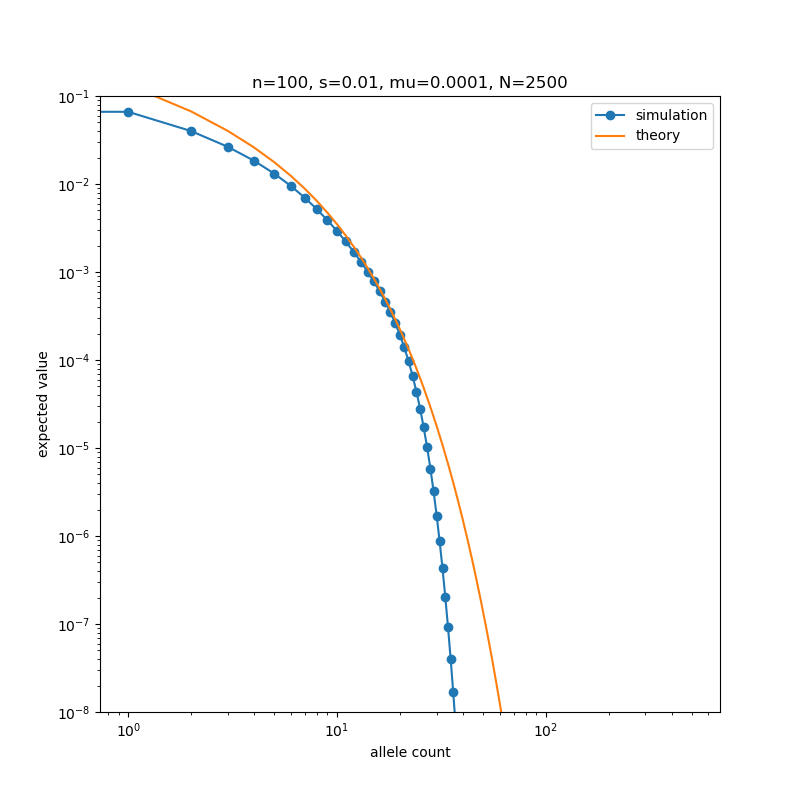 n=100, s=0.01, mu=0.0001, N=2500
simulation
theory
expected value
10⁻¹
10⁻²
10⁻³
10⁻⁴
10⁻⁵
10⁻⁶
10⁻⁷
10⁻⁸
10⁰
10¹
10²
allele count